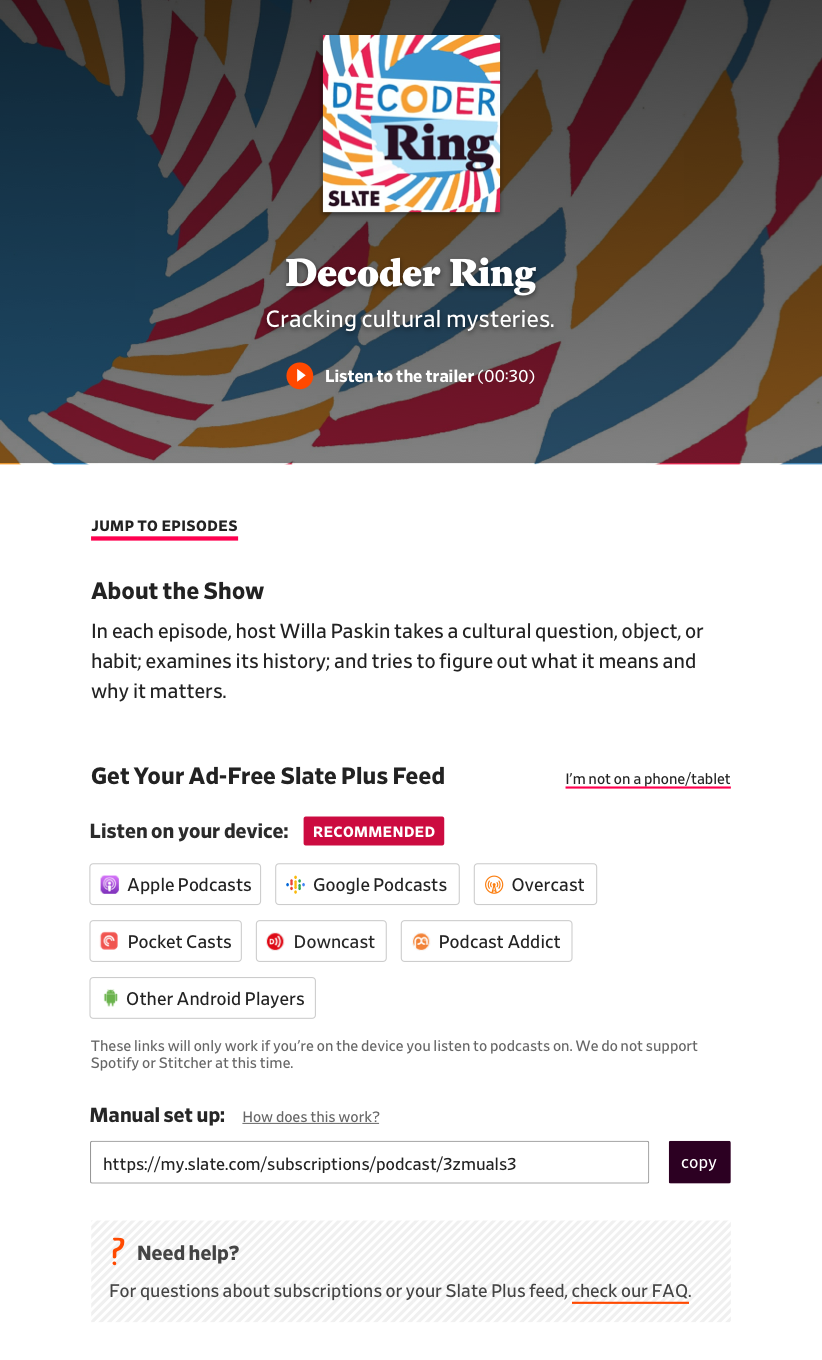 DECODER
Ring
SLATE
Decoder Ring
Cracking cultural mysteries.
Listen to the trailer (00:30)
JUMP TO EPISODES
About the Show
In each episode, host Willa Paskin takes a cultural question, object, or
habit; examines its history; and tries to figure out what it means and
why it matters.
Get Your Ad-Free Slate Plus Feed
I'm not on a phone/tablet
Listen on your device: RECOMMENDED
Apple Podcasts Google Podcasts Overcast
Pocket Casts Downcast Podcast Addict
Other Android Players
These links will only work if you're on the device you listen to podcasts on. We do not support
Spotify or Stitcher at this time.
Manual set up: How does this work?
https://my.slate.com/subscriptions/podcast/3zmuals3 copy
? Need help?
For questions about subscriptions or your Slate Plus feed, check our FAQ.